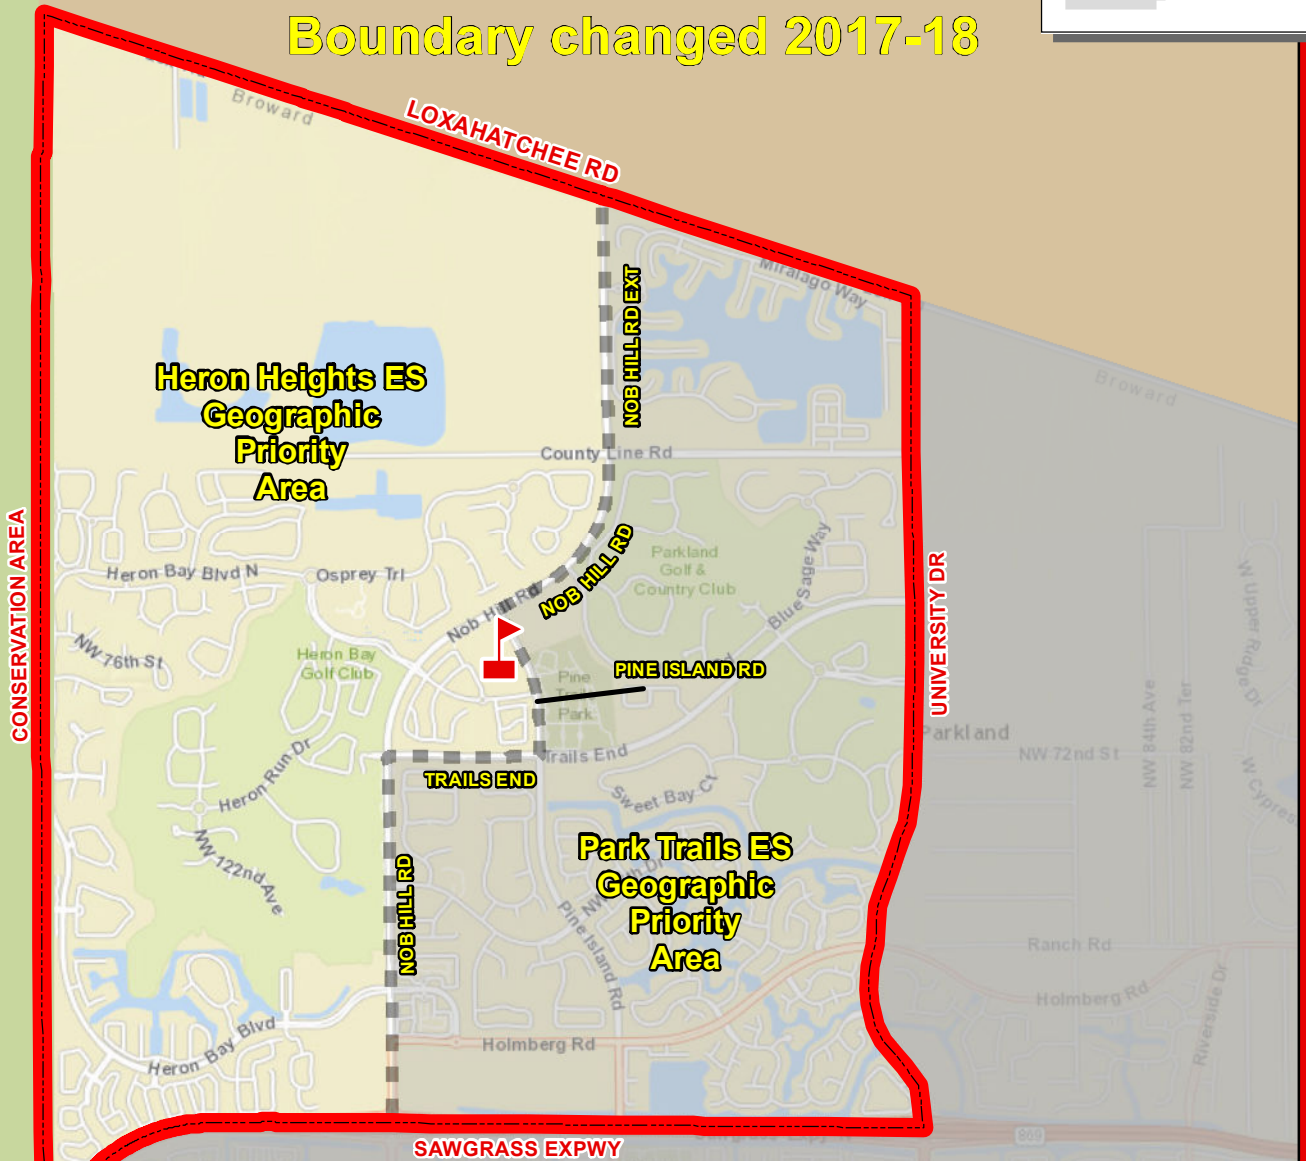 Boundary changed 2017-18
Broward
LOXAHATCHEE RD
Miralago Way
NOB HILL RD EXT
Broward
Heron Heights ES
Geographic
Priority
Area
County Line Rd
CONSERVATION AREA
Heron Bay Blvd N
Osprey Trl
NOB HILL RD
Parkland
Golf &
Country Club
Blue Sage Way
UNIVERSITY DR
W Upper Ridge Dr
Nob Hill Rd
NW 76th St
Heron Bay
Golf Club
PINE ISLAND RD
Pine
Trails
Park
Parkland
NW 72nd St
NW 84th Ave
NW 82nd Ter
W Cypress
Heron Run Dr
Trails End
TRAILS END
Sweet Bay Ct
NW 122nd Ave
NOB HILL RD
Park Trails ES
Geographic
Priority
Area
Pine Island Rd
Ranch Rd
Holmberg Rd
Riverside Dr
Heron Bay Blvd
Holmberg Rd
869
SAWGRASS EXPWY